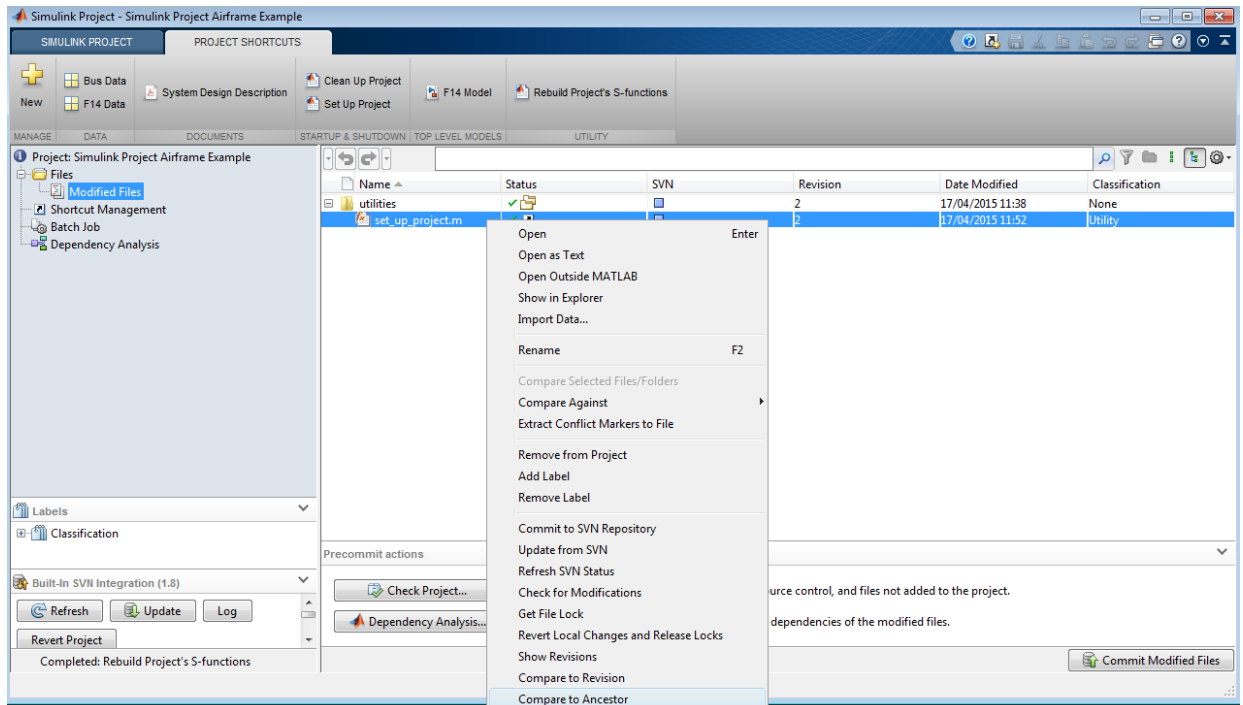 Simulink Project - Simulink Project Airframe Example
SIMULINK PROJECT
PROJECT SHORTCUTS
New
Bus Data
F14 Data
System Design Description
Clean Up Project
Set Up Project
F14 Model
Rebuild Project's S-functions
MANAGE
DATA
DOCUMENTS
STARTUP & SHUTDOWN
TOP LEVEL MODELS
UTILITY
Project: Simulink Project Airframe Example
Files
Modified Files
Shortcut Management
Batch Job
Dependency Analysis
Labels
Classification
Built-In SVN Integration (1.8)
Refresh
Update
Log
Revert Project
Completed: Rebuild Project's S-functions
Name Status SVN Revision Date Modified Classification
utilities 2 17/04/2015 11:38 None
set_up_project.m 2 17/04/2015 11:52 Utility
Open Enter
Open as Text
Open Outside MATLAB
Show in Explorer
Import Data...
Rename F2
Compare Selected Files/Folders
Compare Against
Extract Conflict Markers to File
Remove from Project
Add Label
Remove Label
Commit to SVN Repository
Update from SVN
Refresh SVN Status
Check for Modifications
Get File Lock
Revert Local Changes and Release Locks
Show Revisions
Compare to Revision
Compare to Ancestor
Precommit actions
Check Project...
urce control, and files not added to the project.
Dependency Analysis...
dependencies of the modified files.
Commit Modified Files